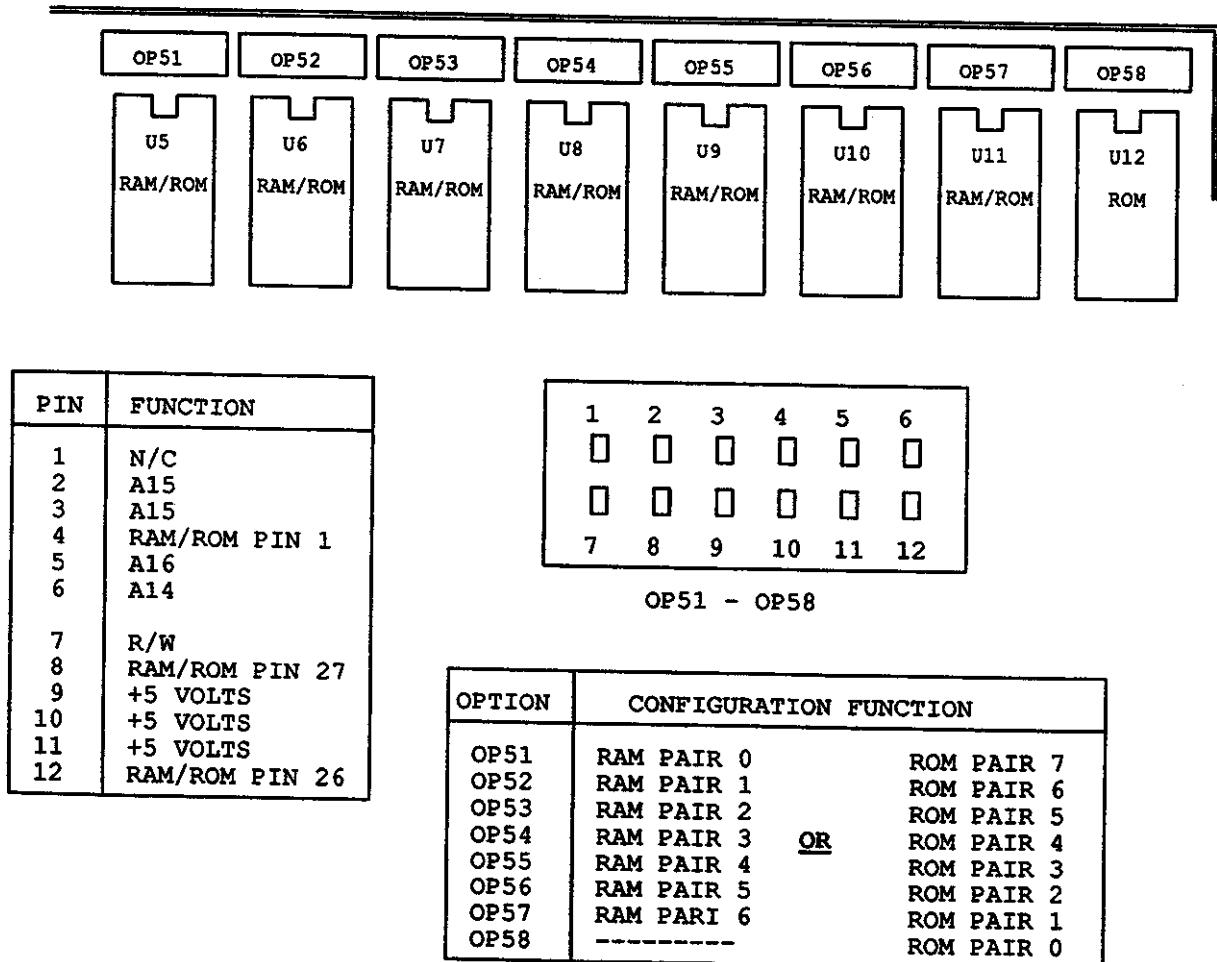 OP51 OP52 OP53 OP54 OP55 OP56 OP57 OP58
U5 U6 U7 U8 U9 U10 U11 U12
RAM/ROM RAM/ROM RAM/ROM RAM/ROM RAM/ROM RAM/ROM RAM/ROM ROM
PIN FUNCTION
1 N/C
2 A15
3 A15
4 RAM/ROM PIN 1
5 A16
6 A14
7 R/W
8 RAM/ROM PIN 27
9 +5 VOLTS
10 +5 VOLTS
11 +5 VOLTS
12 RAM/ROM PIN 26
1 2 3 4 5 6
7 8 9 10 11 12
OP51 - OP58
OPTION CONFIGURATION FUNCTION
OP51 RAM PAIR 0 ROM PAIR 7
OP52 RAM PAIR 1 ROM PAIR 6
OP53 RAM PAIR 2 ROM PAIR 5
OP54 RAM PAIR 3 OR ROM PAIR 4
OP55 RAM PAIR 4 ROM PAIR 3
OP56 RAM PAIR 5 ROM PAIR 2
OP57 RAM PARI 6 ROM PAIR 1
OP58 --------- ROM PAIR 0